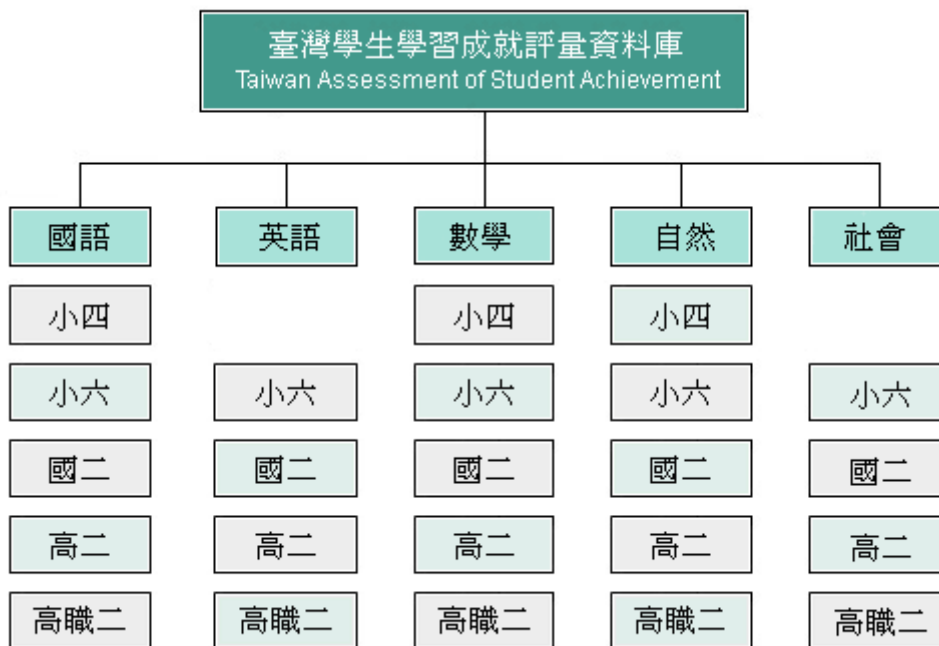 臺灣學生學習成就評量資料庫
Taiwan Assessment of Student Achievement
國語 英語 數學 自然 社會
小四 小四 小四
小六 小六 小六 小六 小六
國二 國二 國二 國二 國二
高二 高二 高二 高二 高二
高職二 高職二 高職二 高職二 高職二